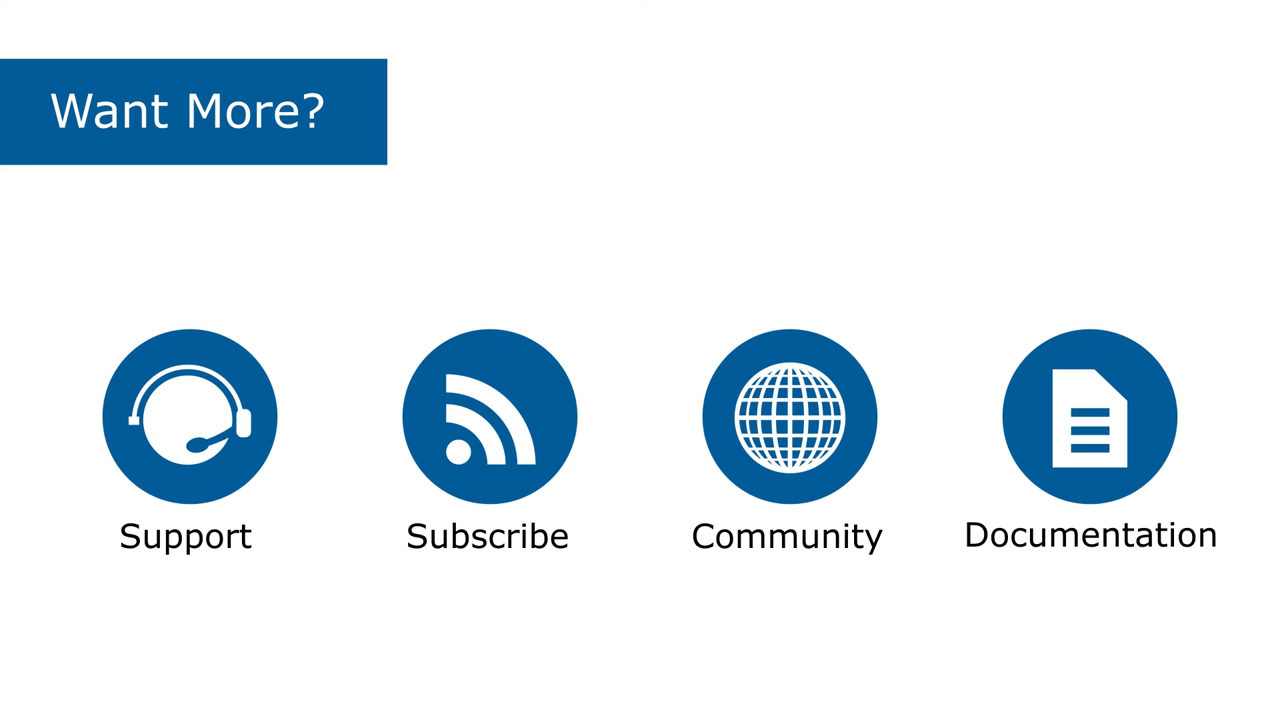 Want More?
Support
Subscribe
Community
Documentation